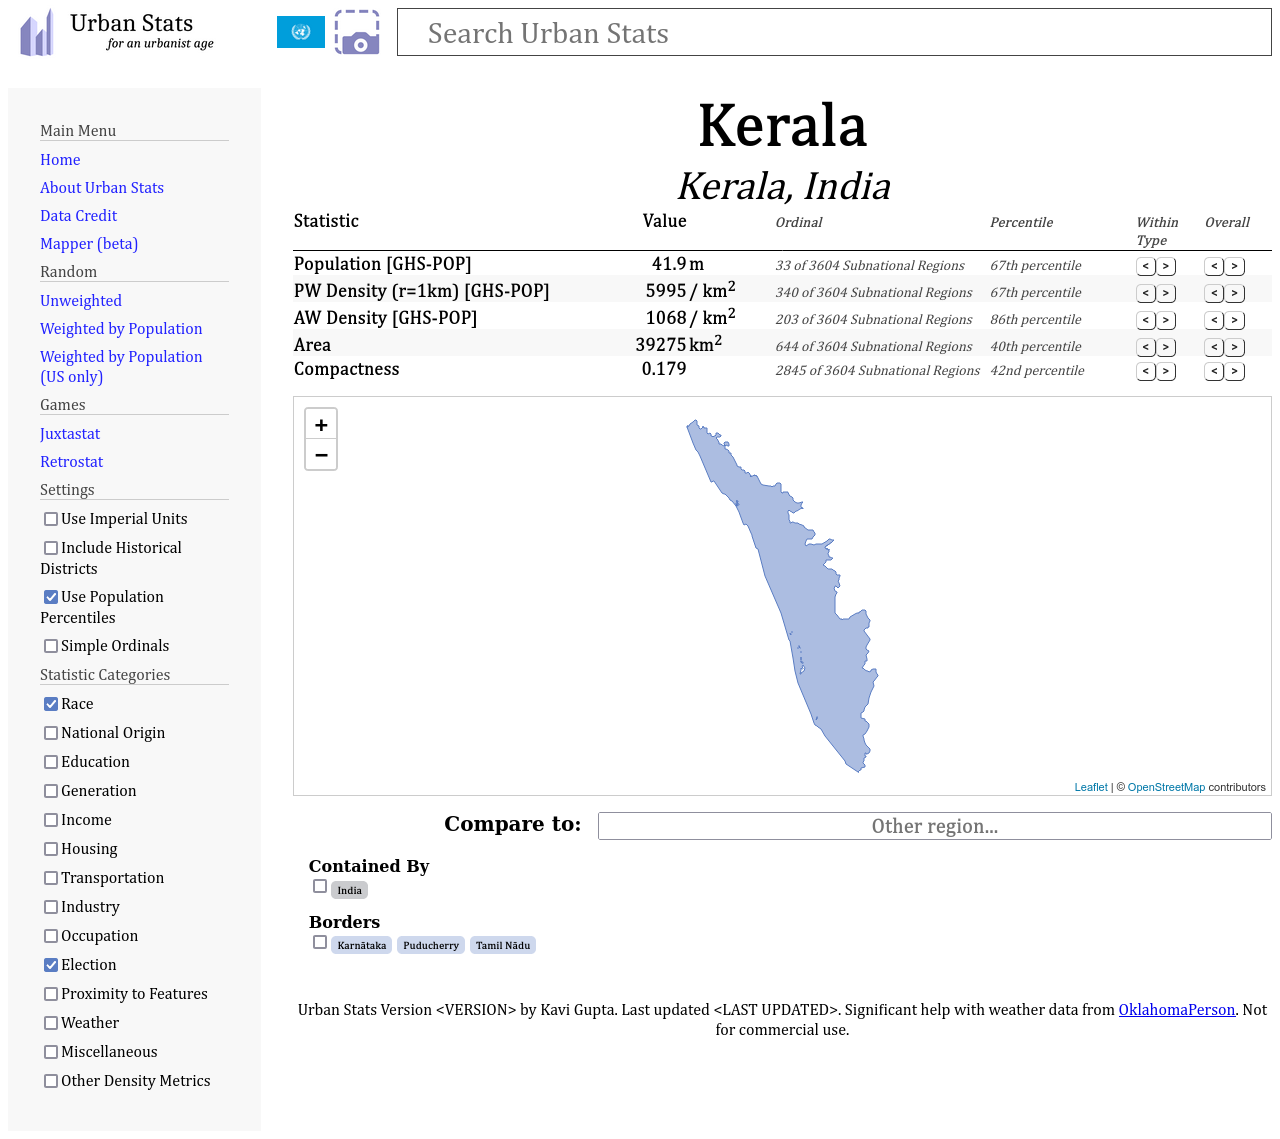 Urban Stats
for an urbanist age
Search Urban Stats
Main Menu
Home
About Urban Stats
Data Credit
Mapper (beta)
Random
Unweighted
Weighted by Population
Weighted by Population
(US only)
Games
Juxtastat
Retrostat
Settings
Use Imperial Units
Include Historical
Districts
Use Population
Percentiles
Simple Ordinals
Statistic Categories
Race
National Origin
Education
Generation
Income
Housing
Transportation
Industry
Occupation
Election
Proximity to Features
Weather
Miscellaneous
Other Density Metrics
Kerala
Kerala, India
Statistic Value Ordinal Percentile Within Type Overall
Population [GHS-POP] 41.9 m 33 of 3604 Subnational Regions 67th percentile < > < >
PW Density (r=1km) [GHS-POP] 5995 / km² 340 of 3604 Subnational Regions 67th percentile < > < >
AW Density [GHS-POP] 1068 / km² 203 of 3604 Subnational Regions 86th percentile < > < >
Area 39275 km² 644 of 3604 Subnational Regions 40th percentile < > < >
Compactness 0.179 2845 of 3604 Subnational Regions 42nd percentile < > < >
+
−
Leaflet | © OpenStreetMap contributors
Compare to: Other region...
Contained By
India
Borders
Karnātaka Puducherry Tamil Nādu
Urban Stats Version <VERSION> by Kavi Gupta. Last updated <LAST UPDATED>. Significant help with weather data from OklahomaPerson. Not
for commercial use.